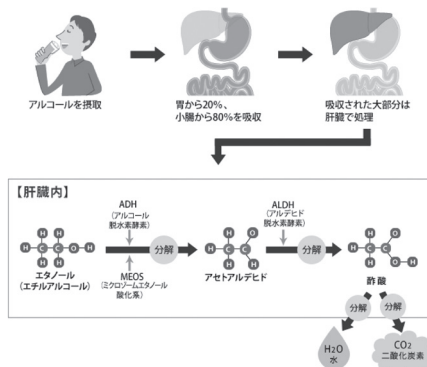 アルコールを摂取
胃から20%、
小腸から80%を吸収
吸収された大部分は
肝臓で処理
【肝臓内】
ADH
(アルコール
脱水素酵素)
ALDH
(アルデヒド
脱水素酵素)
H H
H C C O H
H H
分解
H O
H C C
H H
分解
H O
H C C
H O H
エタノール
(エチルアルコール)
MEOS
(ミクロゾームエタノール
酸化系)
アセトアルデヒド
酢酸
分解 分解
H2O
水
CO2
二酸化炭素